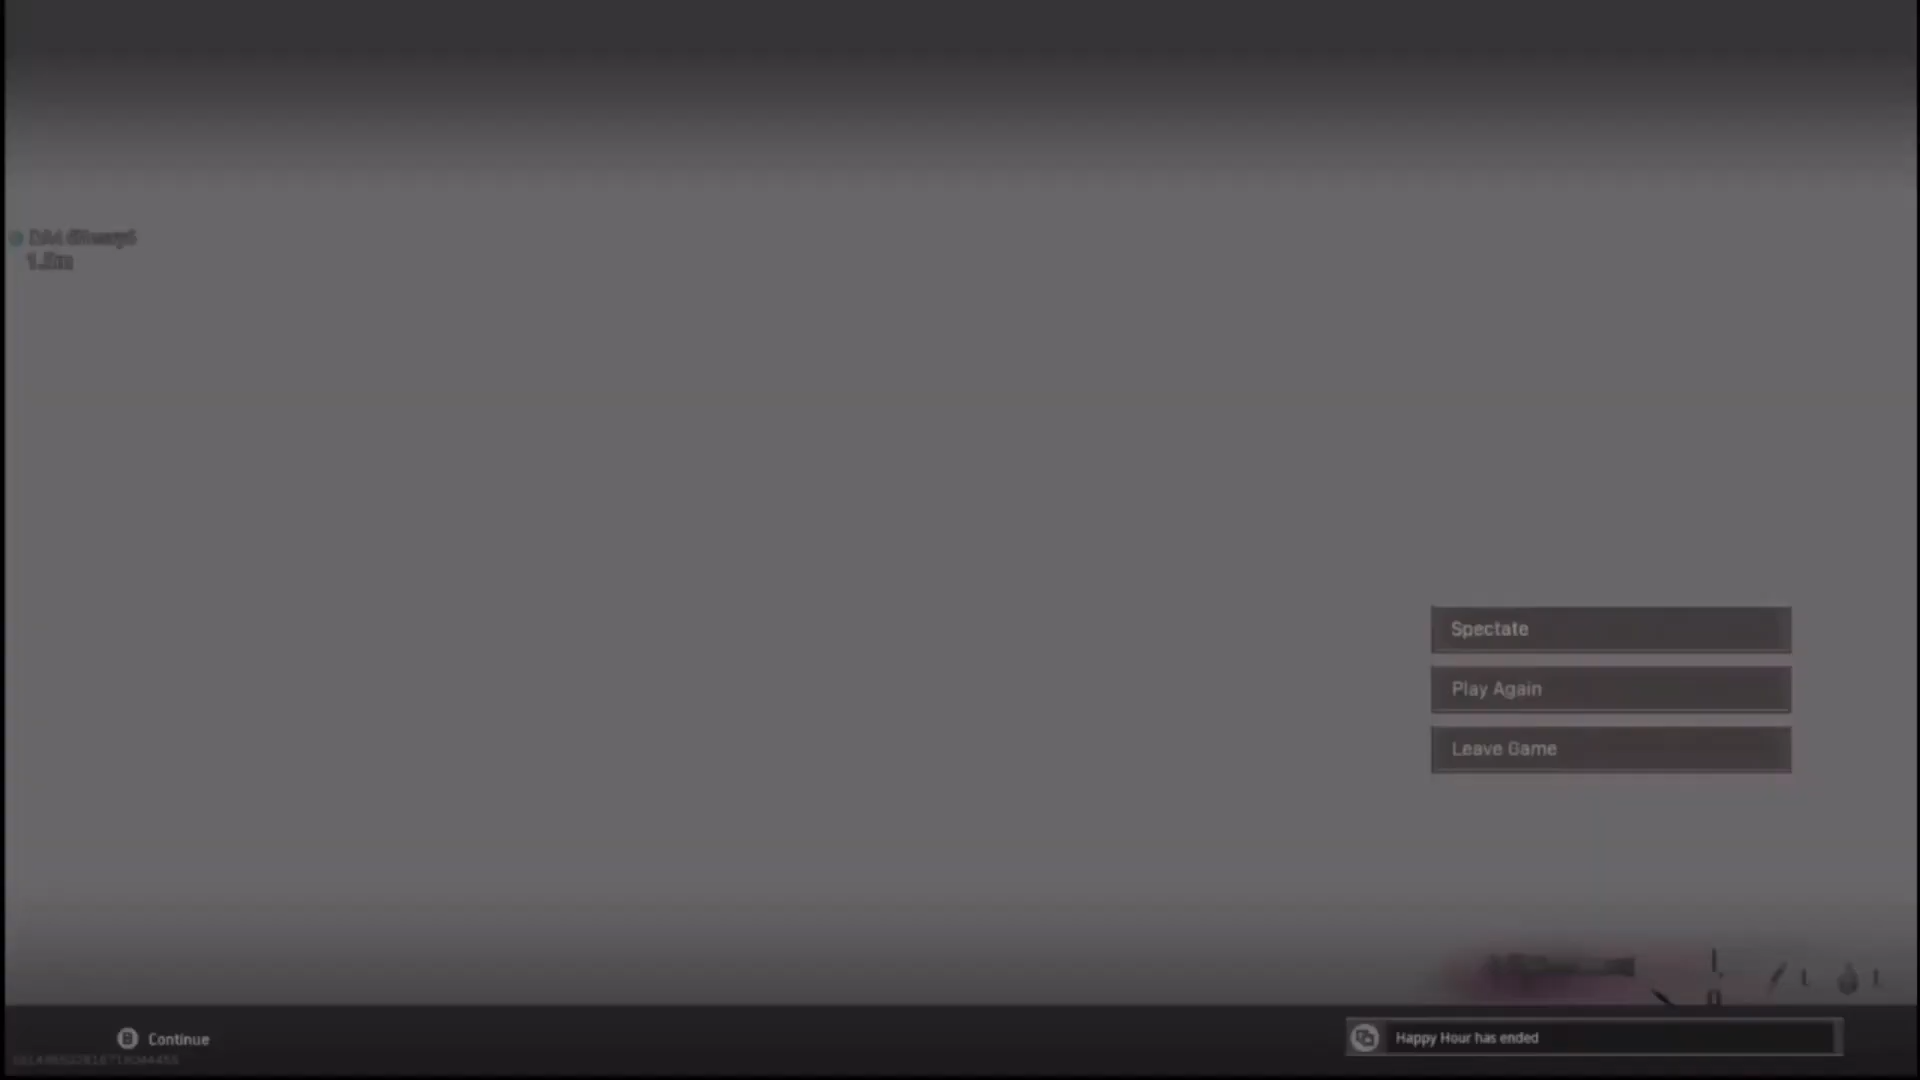 Spectate
Play Again
Leave Game
B Continue
Happy Hour has ended